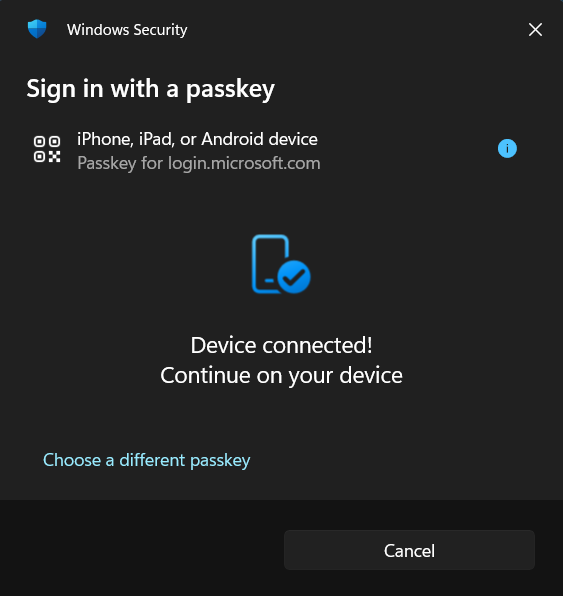 Windows Security
Sign in with a passkey
iPhone, iPad, or Android device
Passkey for login.microsoft.com
i
Device connected!
Continue on your device
Choose a different passkey
Cancel